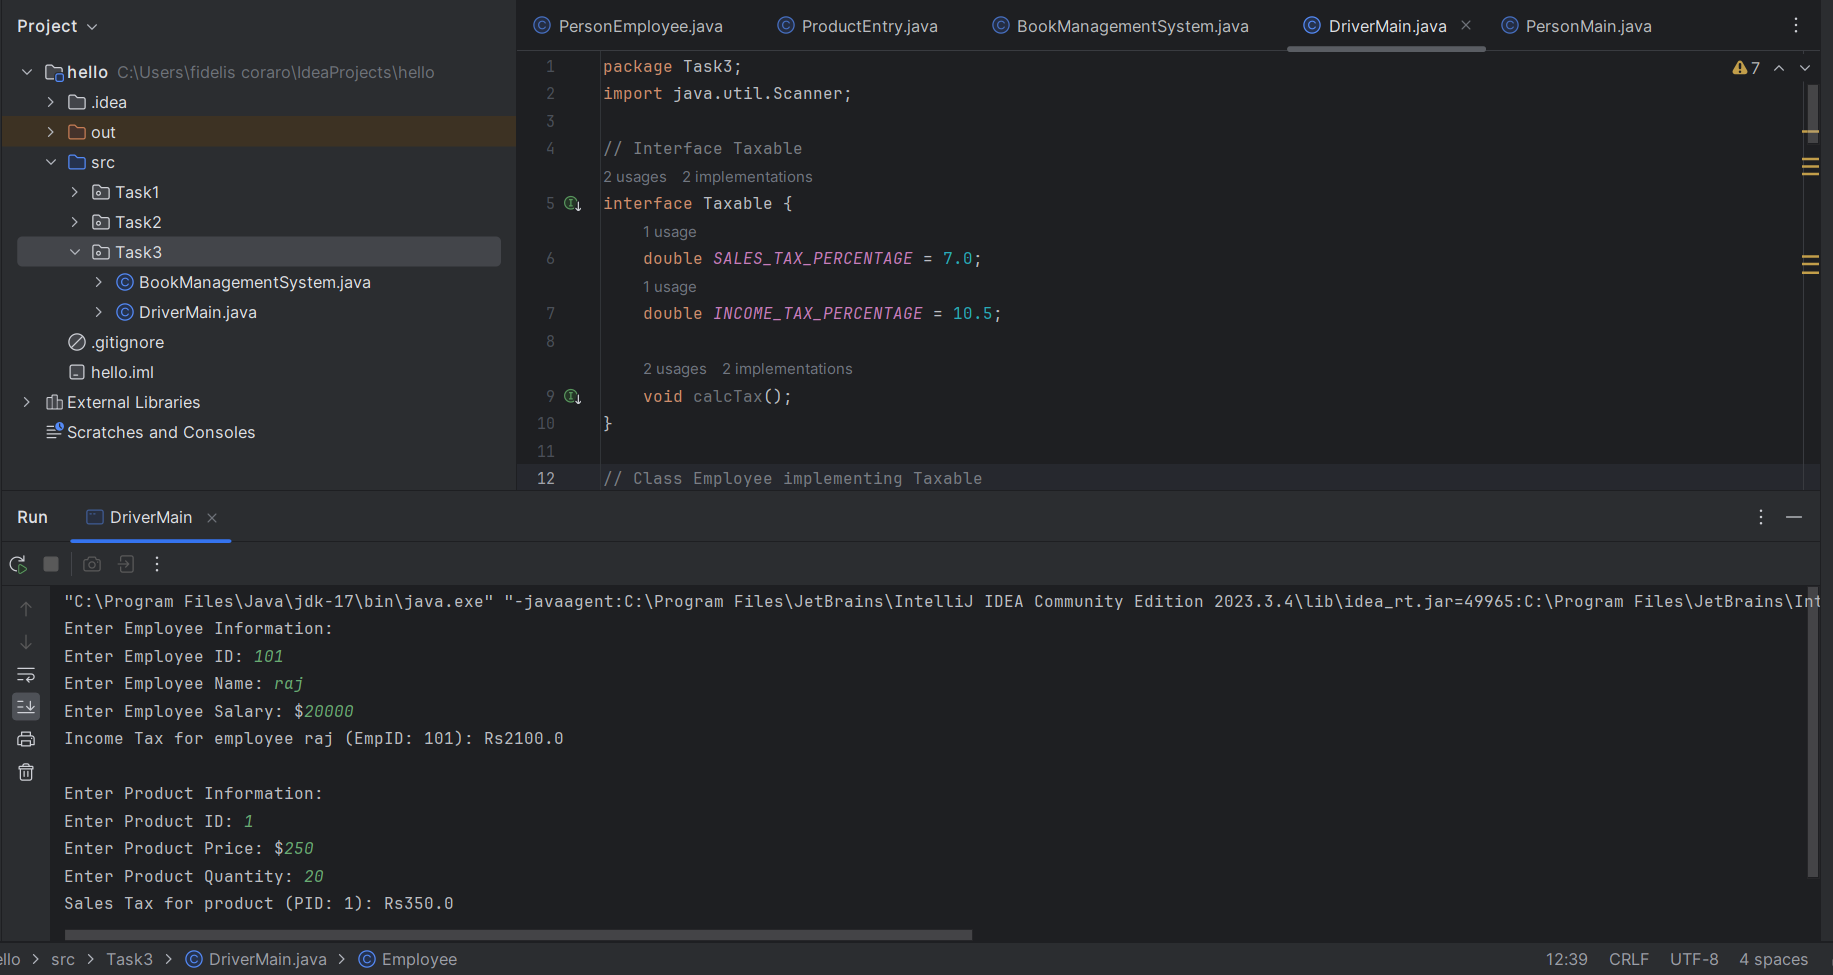 Project
hello C:\Users\fidelis coraro\IdeaProjects\hello
.idea
out
src
Task1
Task2
Task3
BookManagementSystem.java
DriverMain.java
.gitignore
hello.iml
External Libraries
Scratches and Consoles
PersonEmployee.java ProductEntry.java BookManagementSystem.java DriverMain.java PersonMain.java
7
1 package Task3;
2 import java.util.Scanner;
3
4 // Interface Taxable
2 usages 2 implementations
5 interface Taxable {
1 usage
6 double SALES_TAX_PERCENTAGE = 7.0;
1 usage
7 double INCOME_TAX_PERCENTAGE = 10.5;
8
2 usages 2 implementations
9 void calcTax();
10 }
11
12 // Class Employee implementing Taxable
Run DriverMain
"C:\Program Files\Java\jdk-17\bin\java.exe" "-javaagent:C:\Program Files\JetBrains\IntelliJ IDEA Community Edition 2023.3.4\lib\idea_rt.jar=49965:C:\Program Files\JetBrains\Int
Enter Employee Information:
Enter Employee ID: 101
Enter Employee Name: raj
Enter Employee Salary: $20000
Income Tax for employee raj (EmpID: 101): Rs2100.0
Enter Product Information:
Enter Product ID: 1
Enter Product Price: $250
Enter Product Quantity: 20
Sales Tax for product (PID: 1): Rs350.0
ello > src > Task3 > DriverMain.java > Employee
12:39 CRLF UTF-8 4 spaces